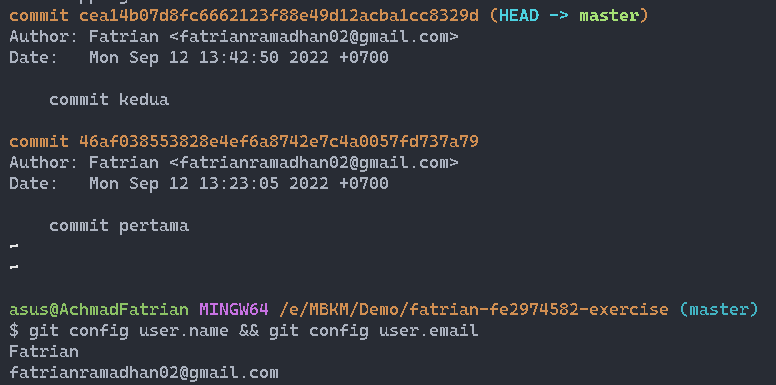 commit cea14b07d8fc6662123f88e49d12acba1cc8329d (HEAD -> master)
Author: Fatrian <fatrianramadhan02@gmail.com>
Date:   Mon Sep 12 13:42:50 2022 +0700
commit kedua
commit 46af038553828e4ef6a8742e7c4a0057fd737a79
Author: Fatrian <fatrianramadhan02@gmail.com>
Date:   Mon Sep 12 13:23:05 2022 +0700
commit pertama
asus@AchmadFatrian MINGW64 /e/MBKM/Demo/fatrian-fe2974582-exercise (master)
$ git config user.name && git config user.email
Fatrian
fatrianramadhan02@gmail.com